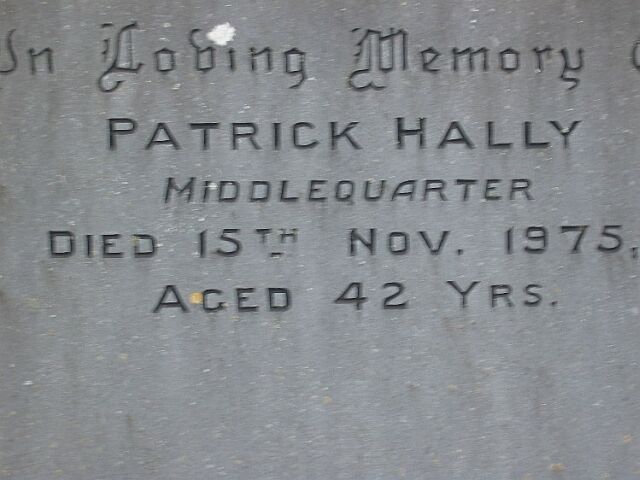 In Loving Memory
PATRICK HALLY
MIDDLEQUARTER
DIED 15TH NOV. 1975,
AGED 42 YRS.